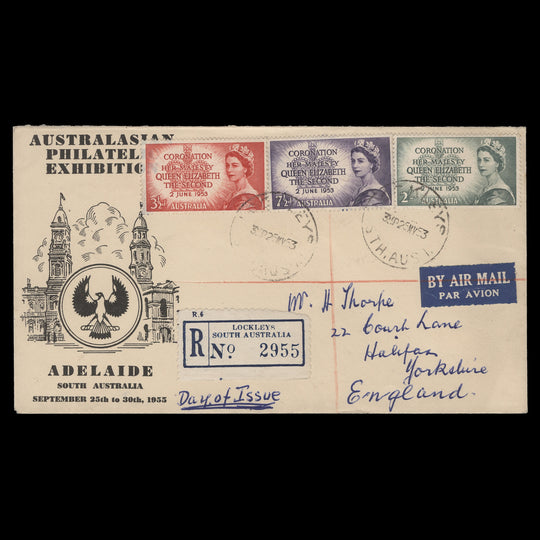 AUSTRALASIAN
PHILATEL
EXHIBITIO
CORONATION
HER MAJESTY
QUEEN ELIZABETH
THE SECOND
2 JUNE 1953
3½D AUSTRALIA
CORONATION
HER MAJESTY
QUEEN ELIZABETH
THE SECOND
2 JUNE 1953
7½D AUSTRALIA
CORONATION
HER MAJESTY
QUEEN ELIZABETH
THE SECOND
2 JUNE 1953
AUSTRALIA
STH. AUST
BY AIR MAIL
PAR AVION
R.6
LOCKLEYS
SOUTH AUSTRALIA
R No 2955
Day of Issue
Mr. H Thorpe
22 Court Lane
Halifax
Yorkshire
England.
ADELAIDE
SOUTH AUSTRALIA
SEPTEMBER 25th to 30th, 1955